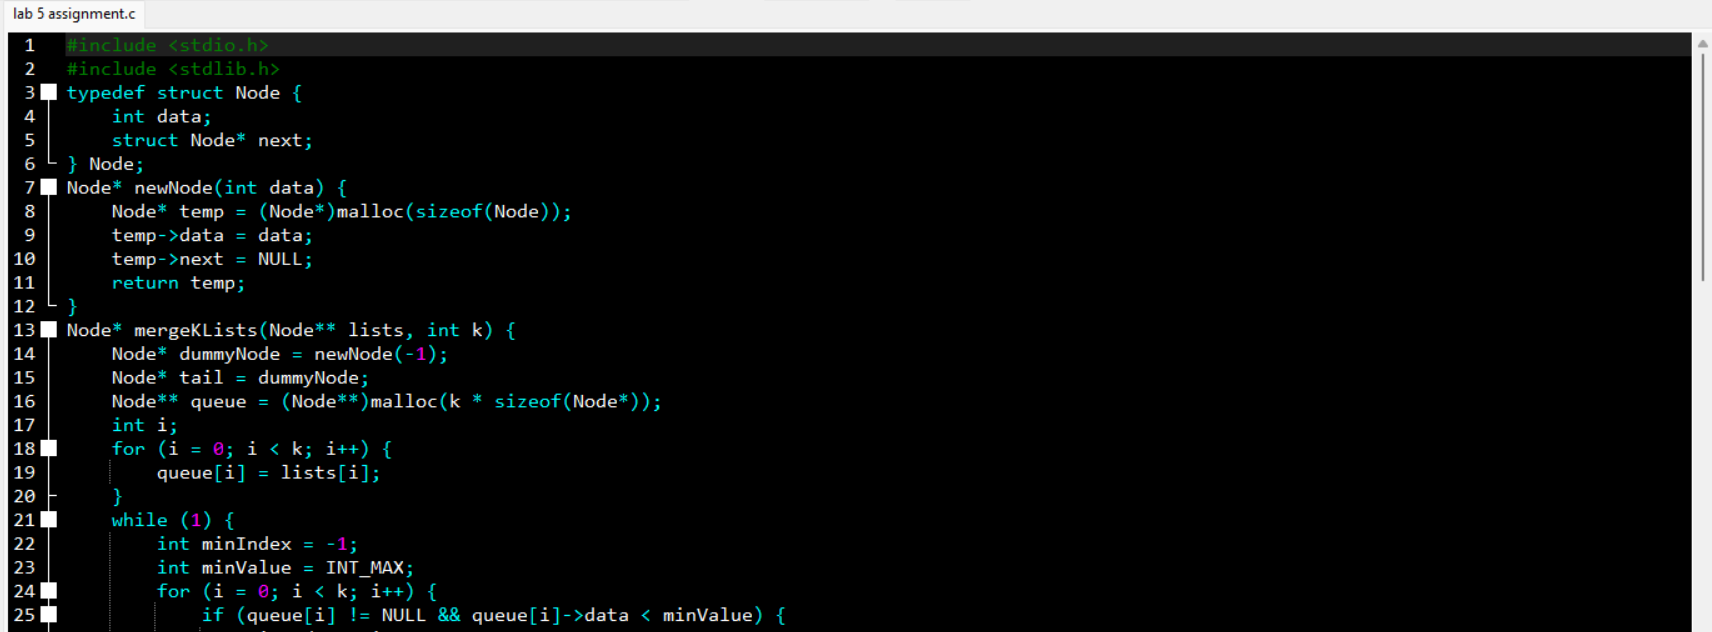 lab 5 assignment.c
1 #include <stdio.h>
2 #include <stdlib.h>
3 typedef struct Node {
4     int data;
5     struct Node* next;
6 } Node;
7 Node* newNode(int data) {
8     Node* temp = (Node*)malloc(sizeof(Node));
9     temp->data = data;
10     temp->next = NULL;
11     return temp;
12 }
13 Node* mergeKLists(Node** lists, int k) {
14     Node* dummyNode = newNode(-1);
15     Node* tail = dummyNode;
16     Node** queue = (Node**)malloc(k * sizeof(Node*));
17     int i;
18     for (i = 0; i < k; i++) {
19         queue[i] = lists[i];
20     }
21     while (1) {
22         int minIndex = -1;
23         int minValue = INT_MAX;
24         for (i = 0; i < k; i++) {
25             if (queue[i] != NULL && queue[i]->data < minValue) {